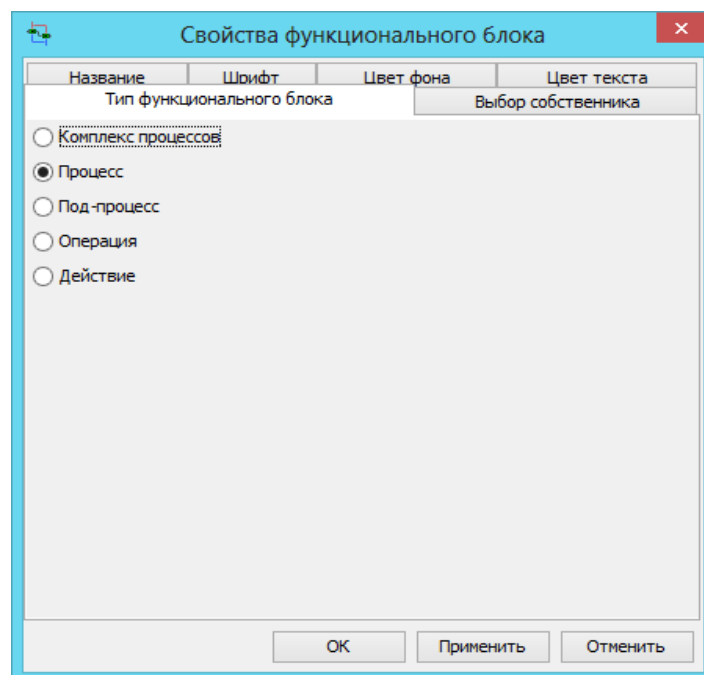 Свойства функционального блока
Название Шрифт Цвет фона Цвет текста
Тип функционального блока Выбор собственника
Комплекс процессов
Процесс
Под-процесс
Операция
Действие
ОК Применить Отменить